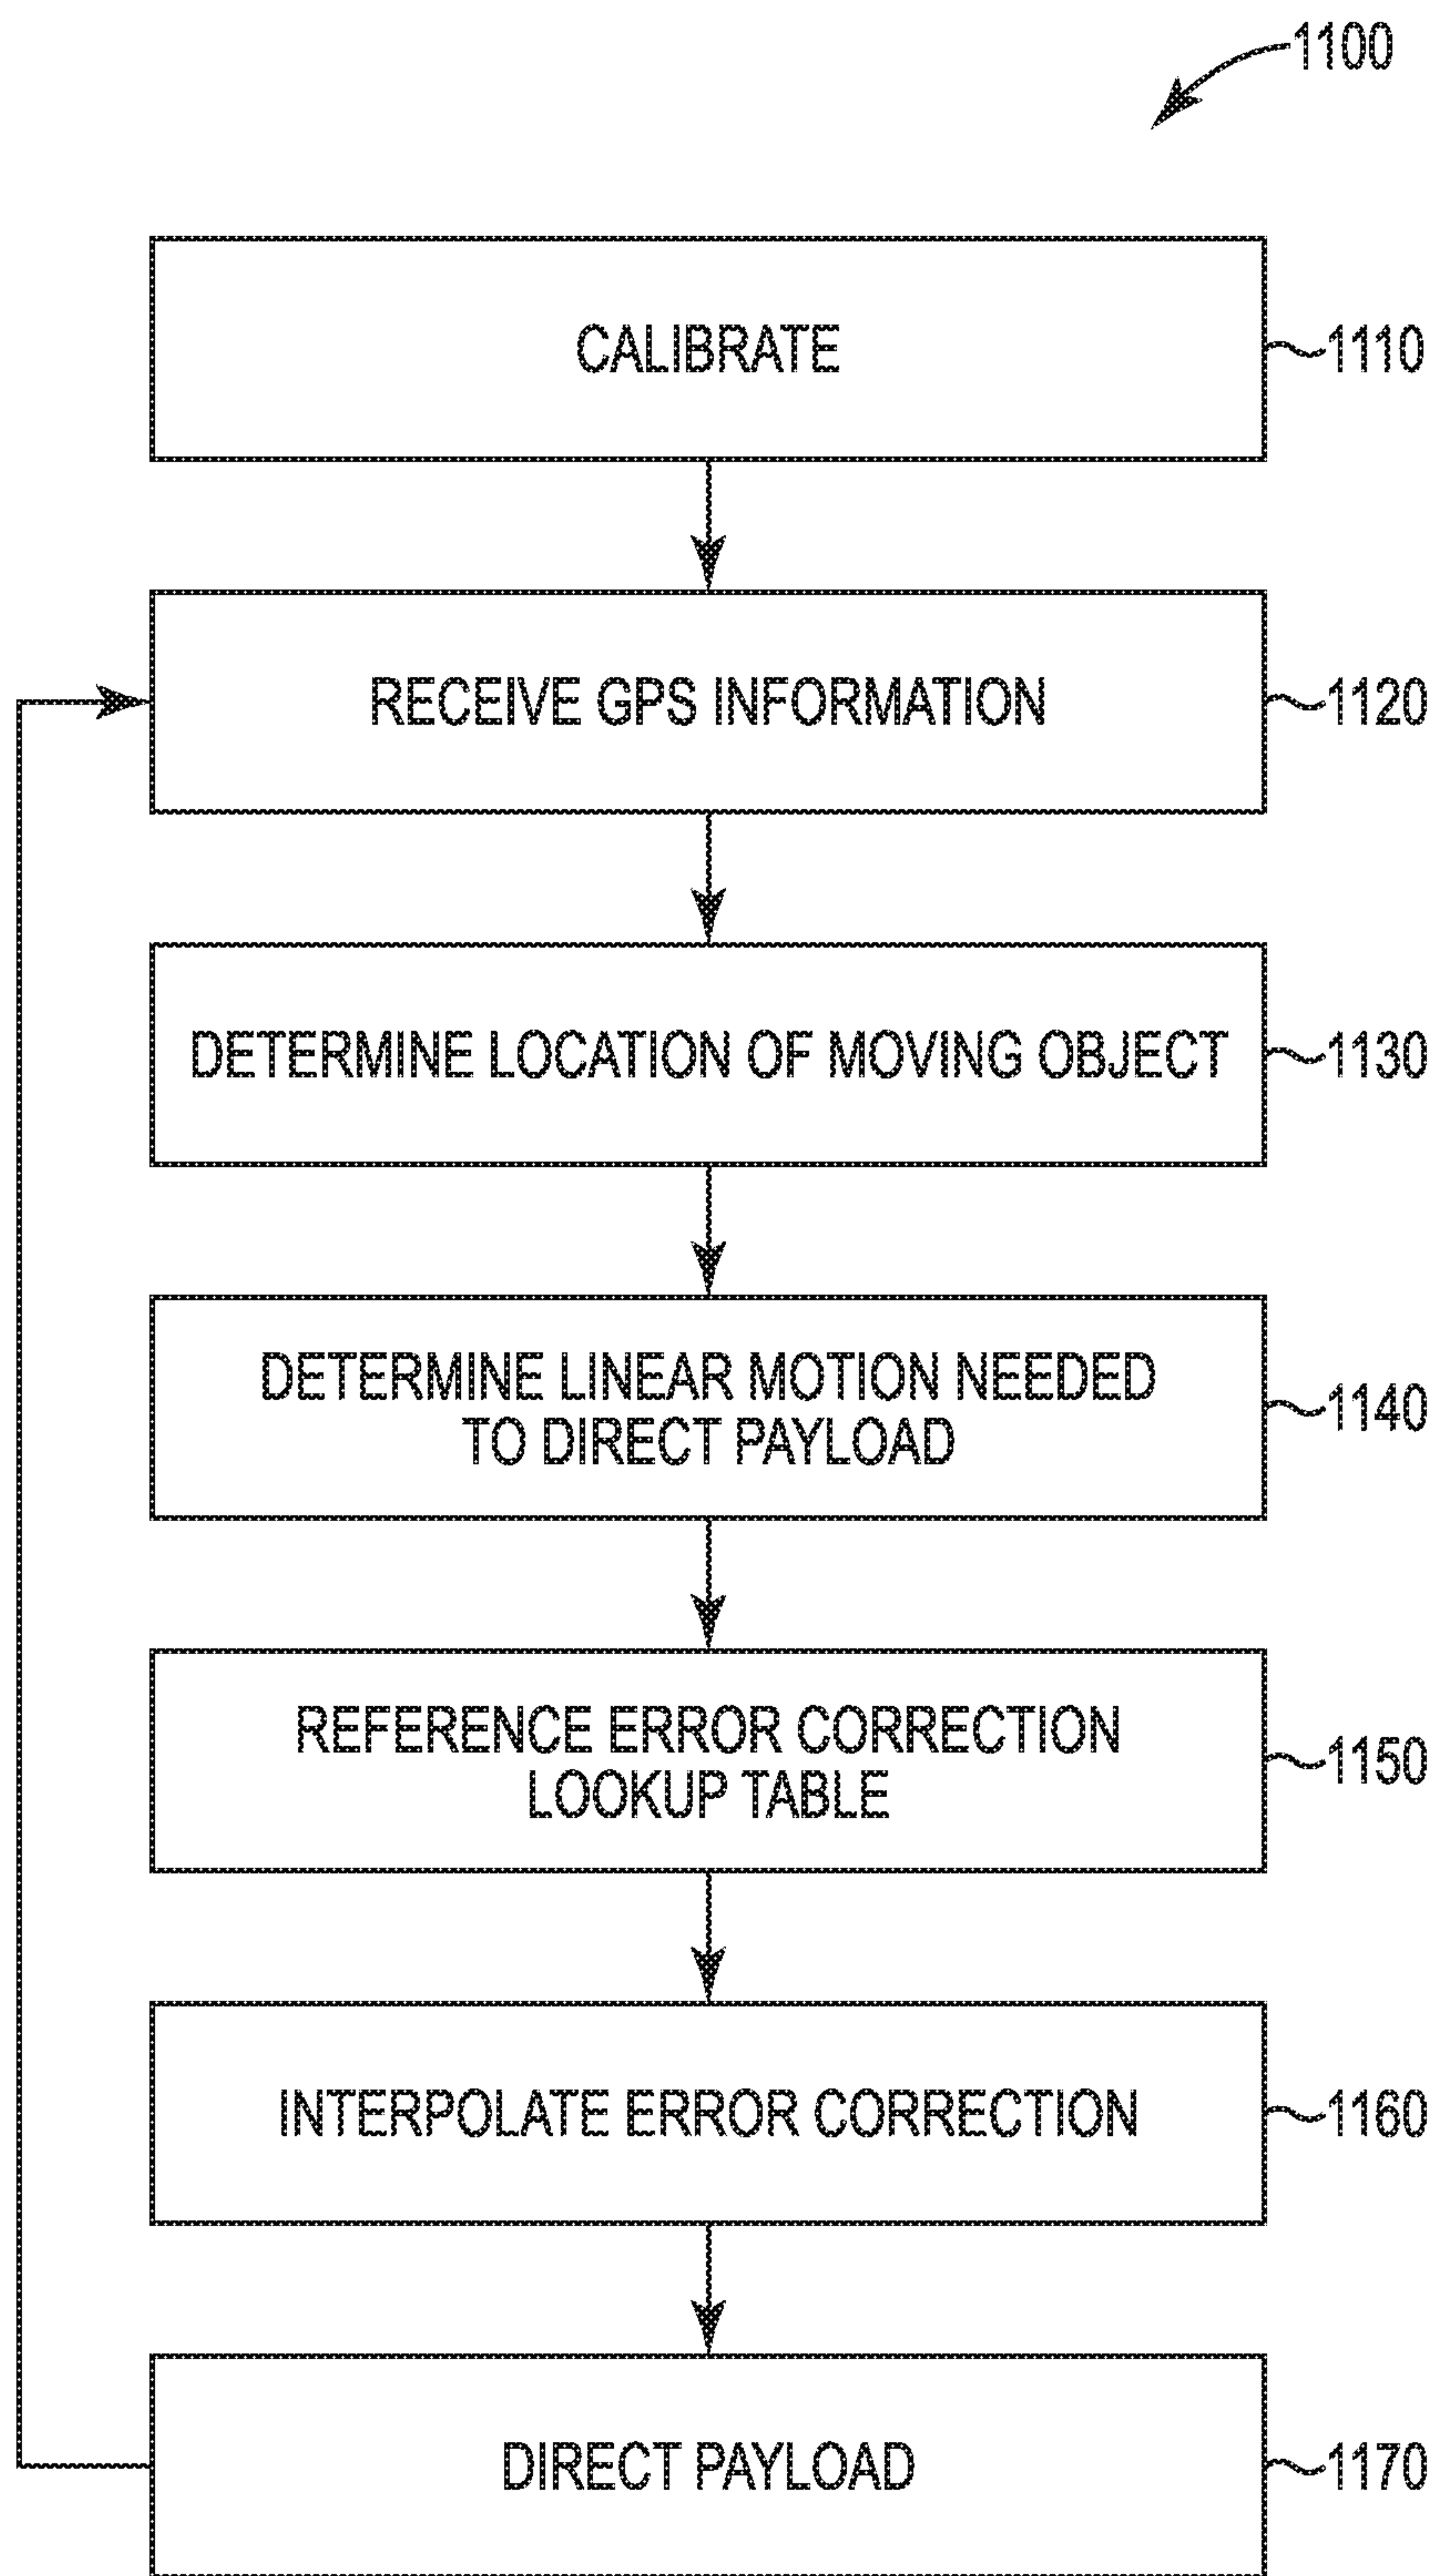 1100
CALIBRATE
1110
RECEIVE GPS INFORMATION
1120
DETERMINE LOCATION OF MOVING OBJECT
1130
DETERMINE LINEAR MOTION NEEDED
TO DIRECT PAYLOAD
1140
REFERENCE ERROR CORRECTION
LOOKUP TABLE
1150
INTERPOLATE ERROR CORRECTION
1160
DIRECT PAYLOAD
1170